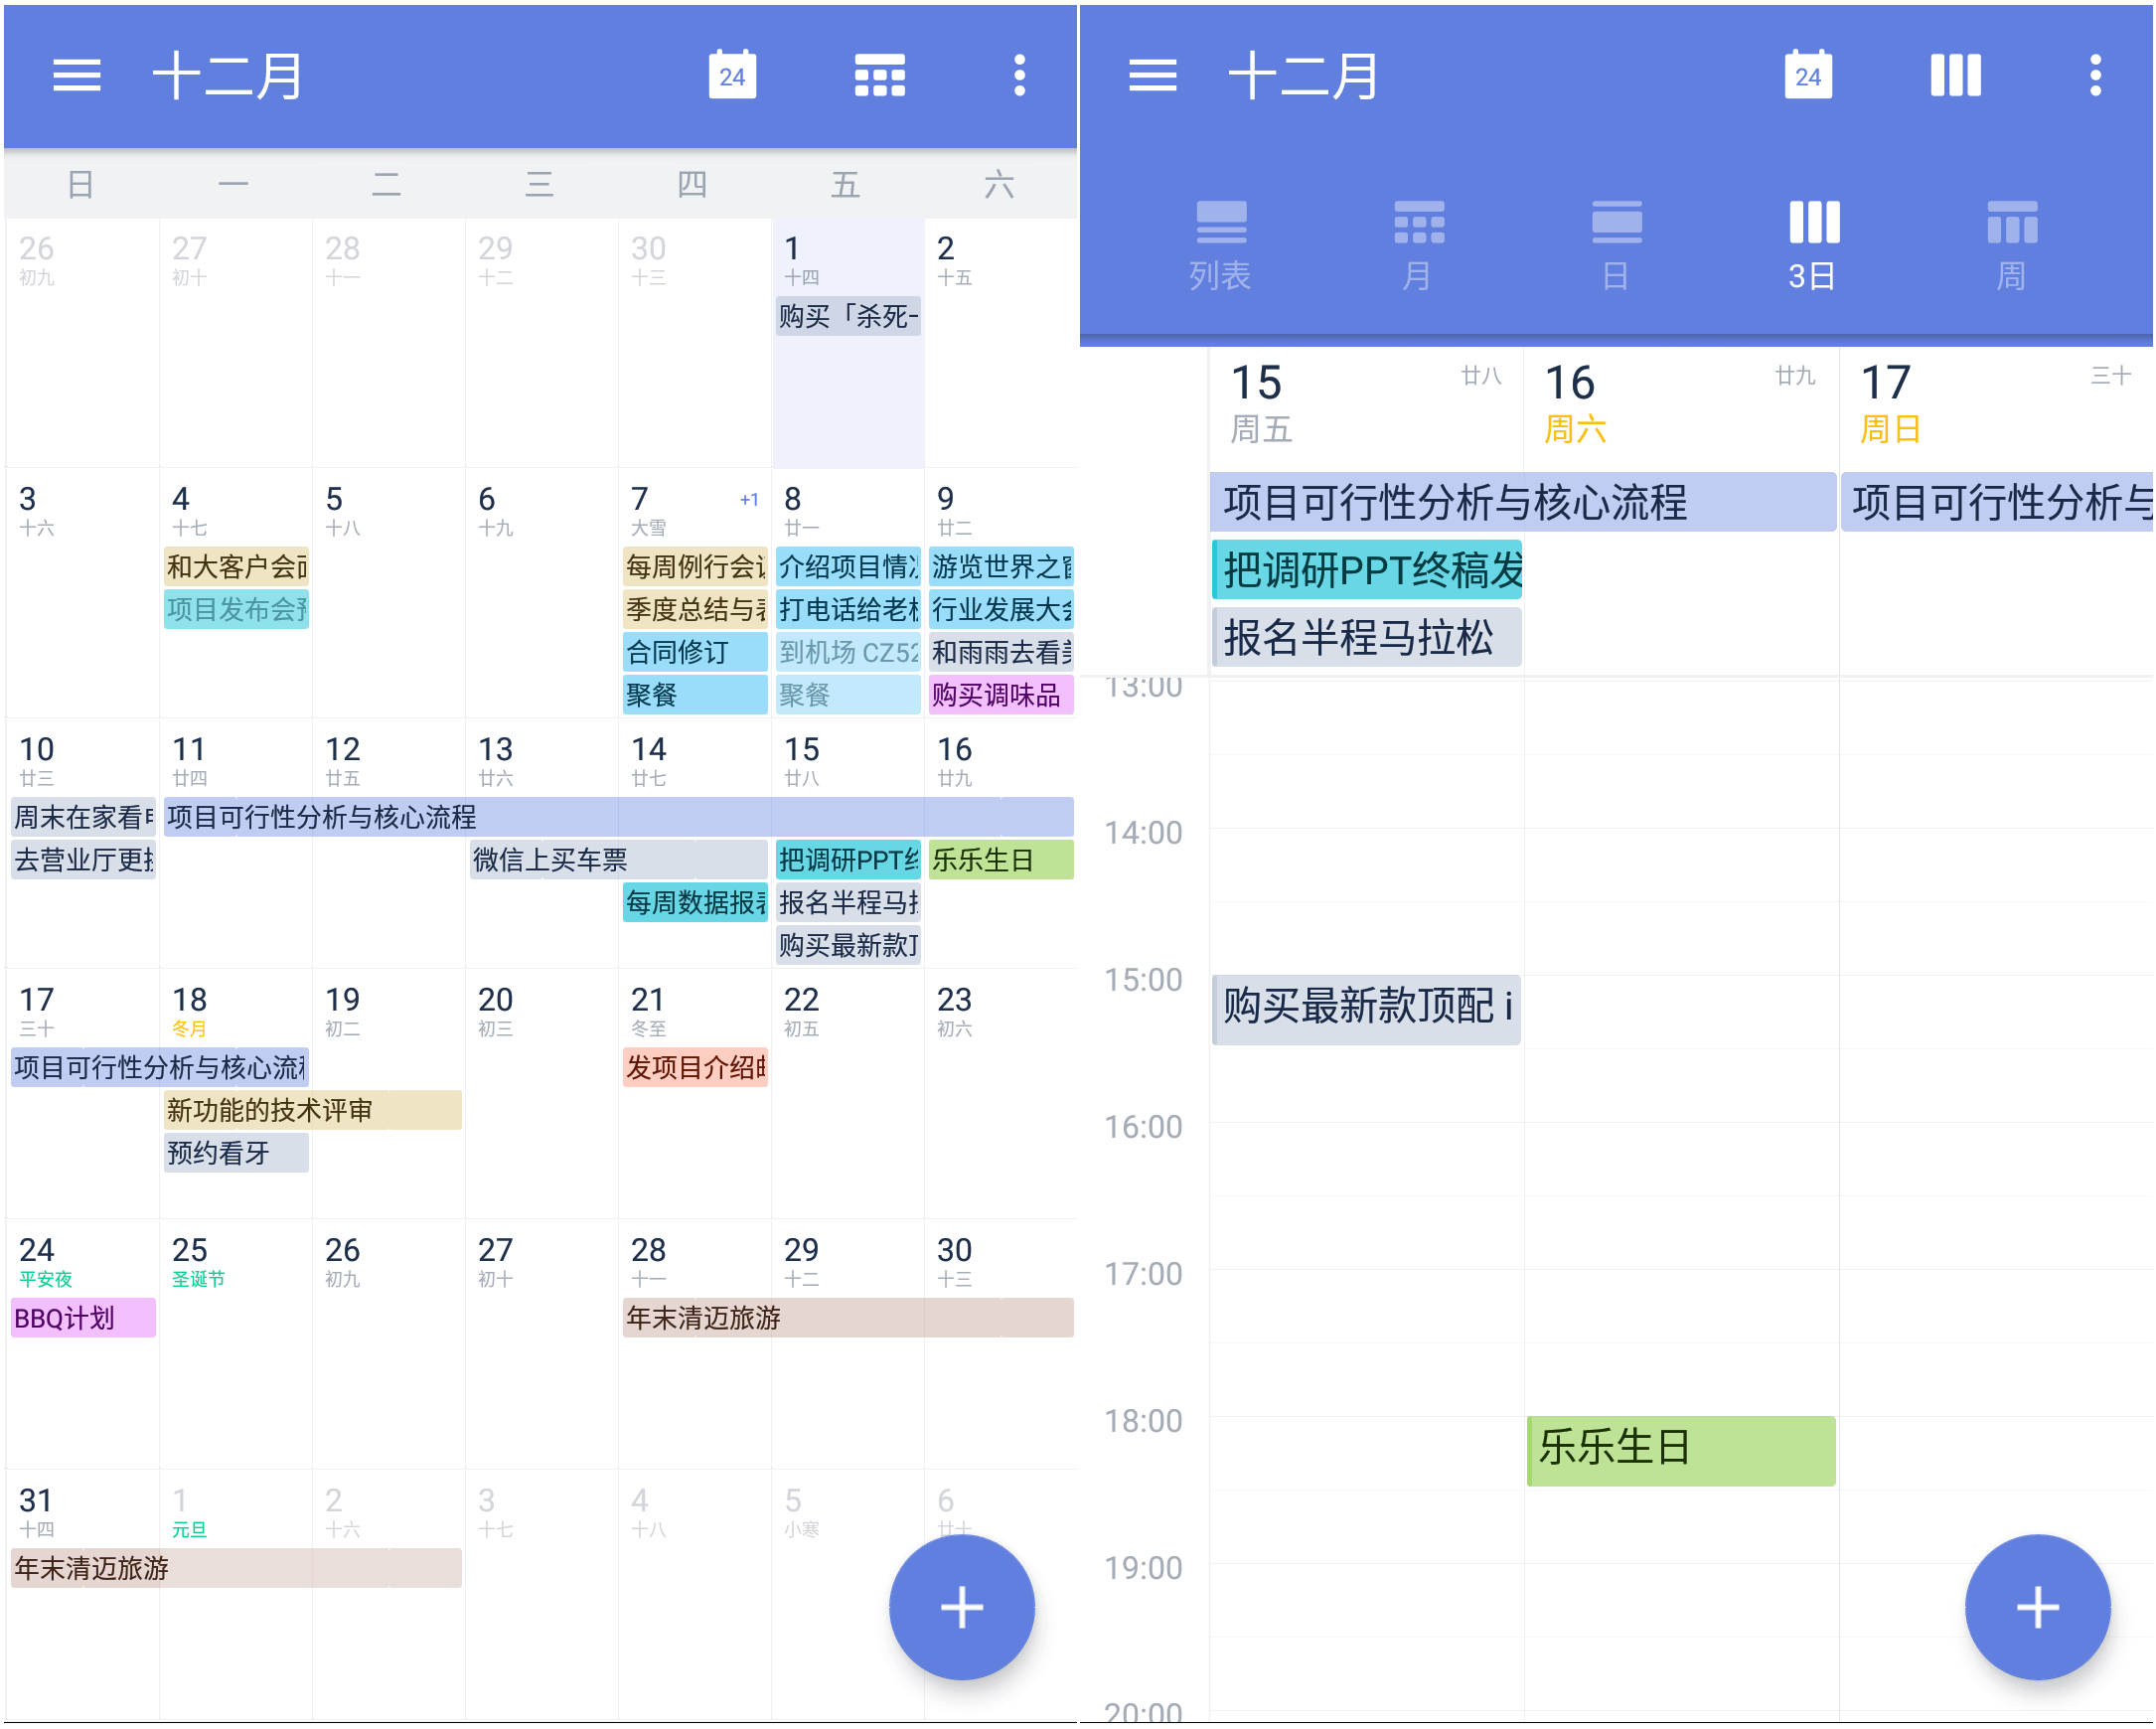 十二月
24
日 一 二 三 四 五 六
26 27 28 29 30 1 2
初九 初十 十一 十二 十三 十四 十五
购买「杀死
3 4 5 6 7 +1 8 9
十六 十七 十八 十九 大雪 廿一 廿二
和大客户会 每周例行会 介绍项目情 游览世界之
项目发布会 季度总结与 打电话给老 行业发展大
合同修订 到机场 CZ52 和雨雨去看
聚餐 聚餐 购买调味品
10 11 12 13 14 15 16
廿三 廿四 廿五 廿六 廿七 廿八 廿九
周末在家看 项目可行性分析与核心流程
去营业厅更 微信上买车票 把调研PPT 乐乐生日
每周数据报 报名半程马
购买最新款
17 18 19 20 21 22 23
三十 冬月 初二 初三 冬至 初五 初六
项目可行性分析与核心流 发项目介绍
新功能的技术评审
预约看牙
24 25 26 27 28 29 30
平安夜 圣诞节 初九 初十 十一 十二 十三
BBQ计划 年末清迈旅游
31 1 2 3 4 5 6
十四 元旦 十六 十七 十八 小寒
年末清迈旅游
十二月
24
列表 月 日 3日 周
15 廿八 16 廿九 17 三十
周五 周六 周日
项目可行性分析与核心流程 项目可行性分析与
把调研PPT终稿发
报名半程马拉松
13:00
14:00
15:00
购买最新款顶配 i
16:00
17:00
18:00
乐乐生日
19:00
20:00